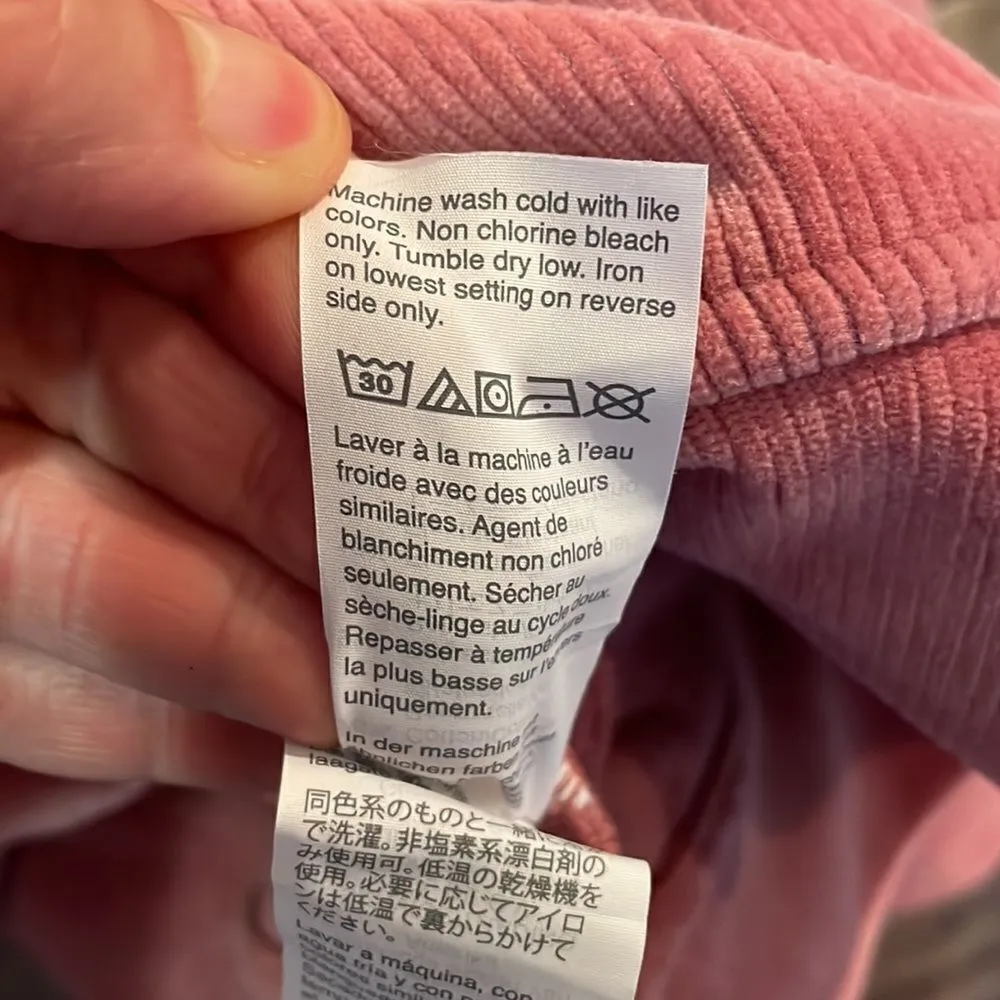 Machine wash cold with like
colors. Non chlorine bleach
only. Tumble dry low. Iron
on lowest setting on reverse
side only.
30
Laver à la machine à l'eau
froide avec des couleurs
similaires. Agent de
blanchiment non chloré
seulement. Sécher au
sèche-linge au cycle doux.
Repasser à température
la plus basse sur l'envers
uniquement.
In der maschine
farbe
同色系のものと一緒に
で洗濯。非塩素系漂白剤の
み使用可。低温の乾燥機を
使用。必要に応じてアイロ
ンは低温で裏からかけて
ください。
Lavar a máquina, con
agua fría y con